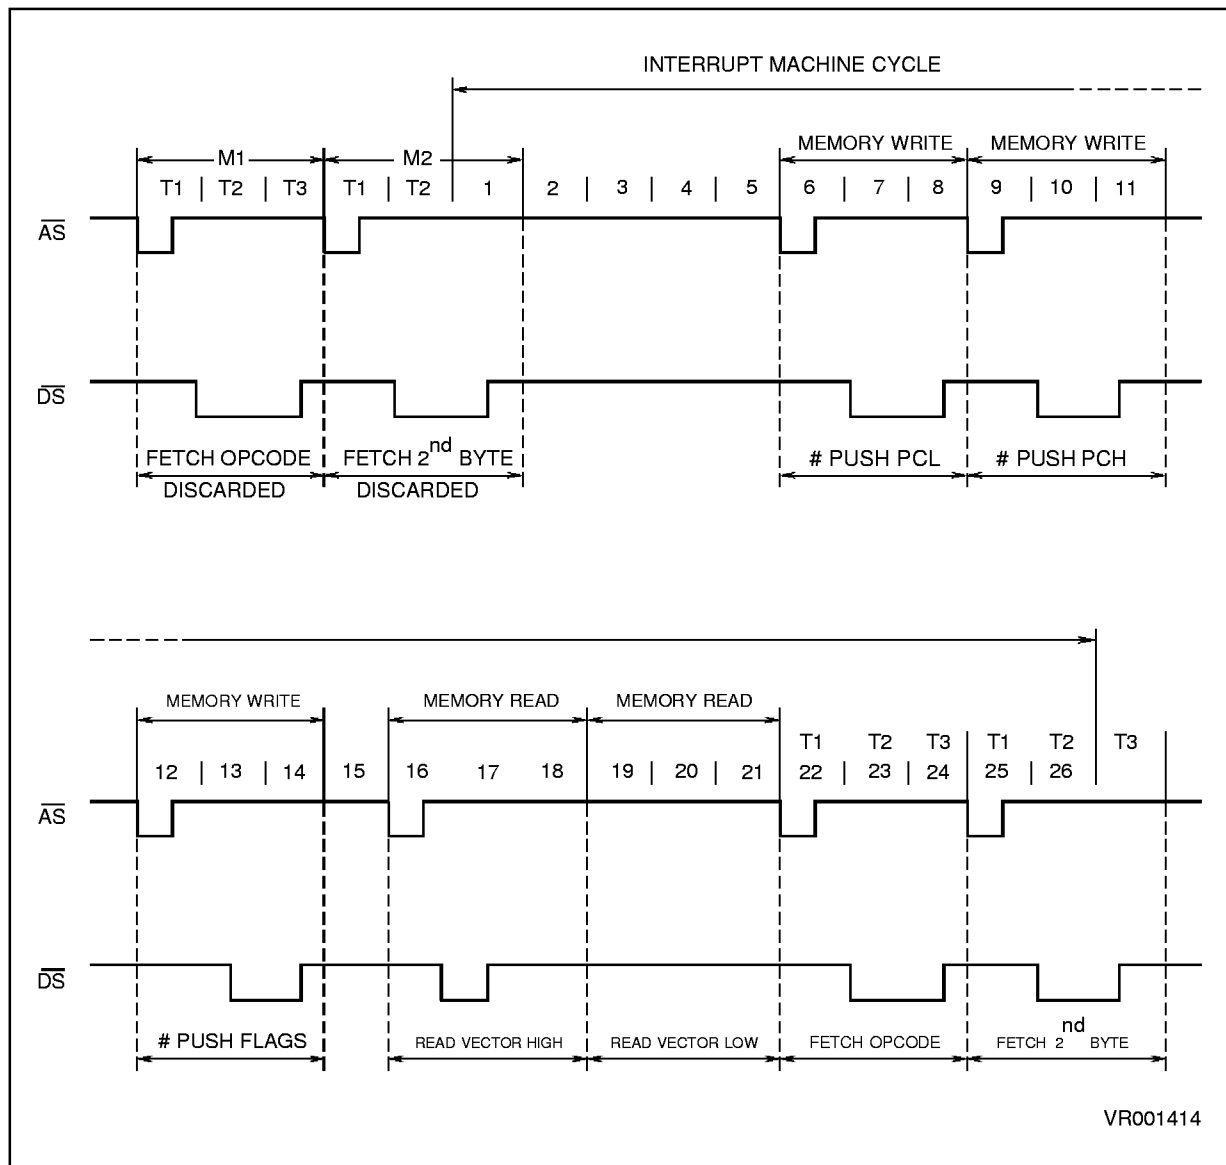 INTERRUPT MACHINE CYCLE
M1 M2 MEMORY WRITE MEMORY WRITE
T1 T2 T3 T1 T2 1 2 3 4 5 6 7 8 9 10 11
AS
DS
FETCH OPCODE FETCH 2nd BYTE # PUSH PCL # PUSH PCH
DISCARDED DISCARDED
MEMORY WRITE MEMORY READ MEMORY READ
T1 T2 T3 T1 T2 T3
12 13 14 15 16 17 18 19 20 21 22 23 24 25 26
AS
DS
# PUSH FLAGS READ VECTOR HIGH READ VECTOR LOW FETCH OPCODE FETCH 2nd BYTE
VR001414